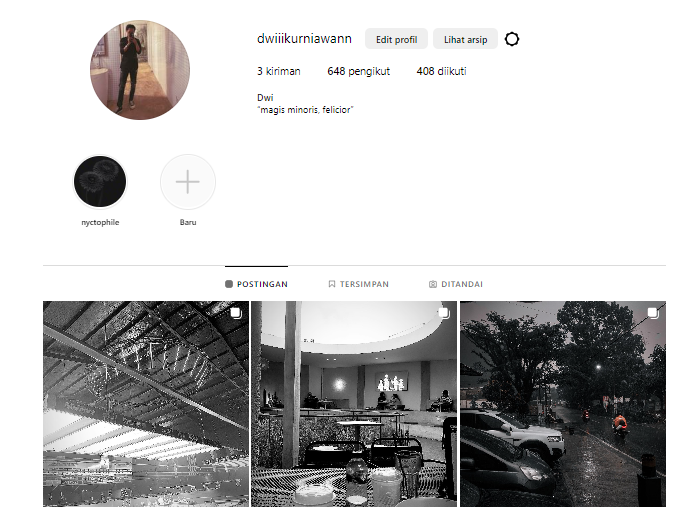 dwiiikurniawann Edit profil Lihat arsip
3 kiriman 648 pengikut 408 diikuti
Dwi
"magis minoris, felicior"
nyctophile Baru
POSTINGAN TERSIMPAN DITANDAI